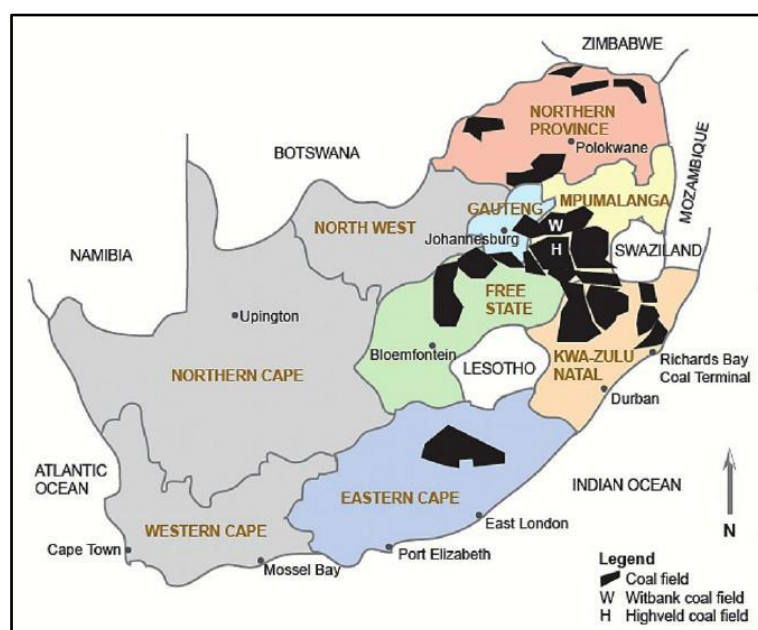 ZIMBABWE
NORTHERN
PROVINCE
Polokwane
BOTSWANA
MOZAMBIQUE
MPUMALANGA
GAUTENG
NORTH WEST
W
Johannesburg
SWAZILAND
H
NAMIBIA
FREE
STATE
Upington
Bloemfontein
LESOTHO
KWA-ZULU
NATAL
Richards Bay
Coal Terminal
NORTHERN CAPE
Durban
ATLANTIC
OCEAN
EASTERN CAPE
INDIAN OCEAN
East London
WESTERN CAPE
N
Cape Town
Port Elizabeth
Mossel Bay
Legend
Coal field
W Witbank coal field
H Highveld coal field